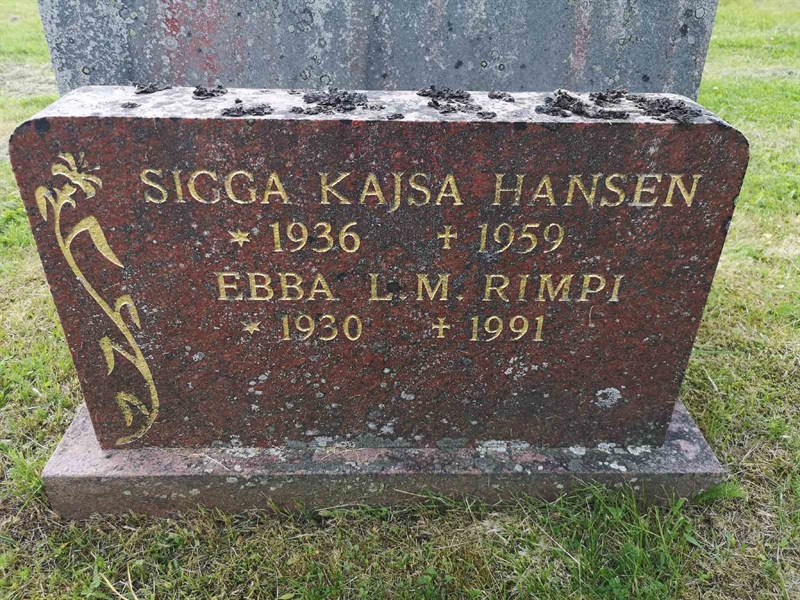 SIGGA KAJSA HANSEN
* 1936 † 1959
EBBA L.M. RIMPI
* 1930 † 1991